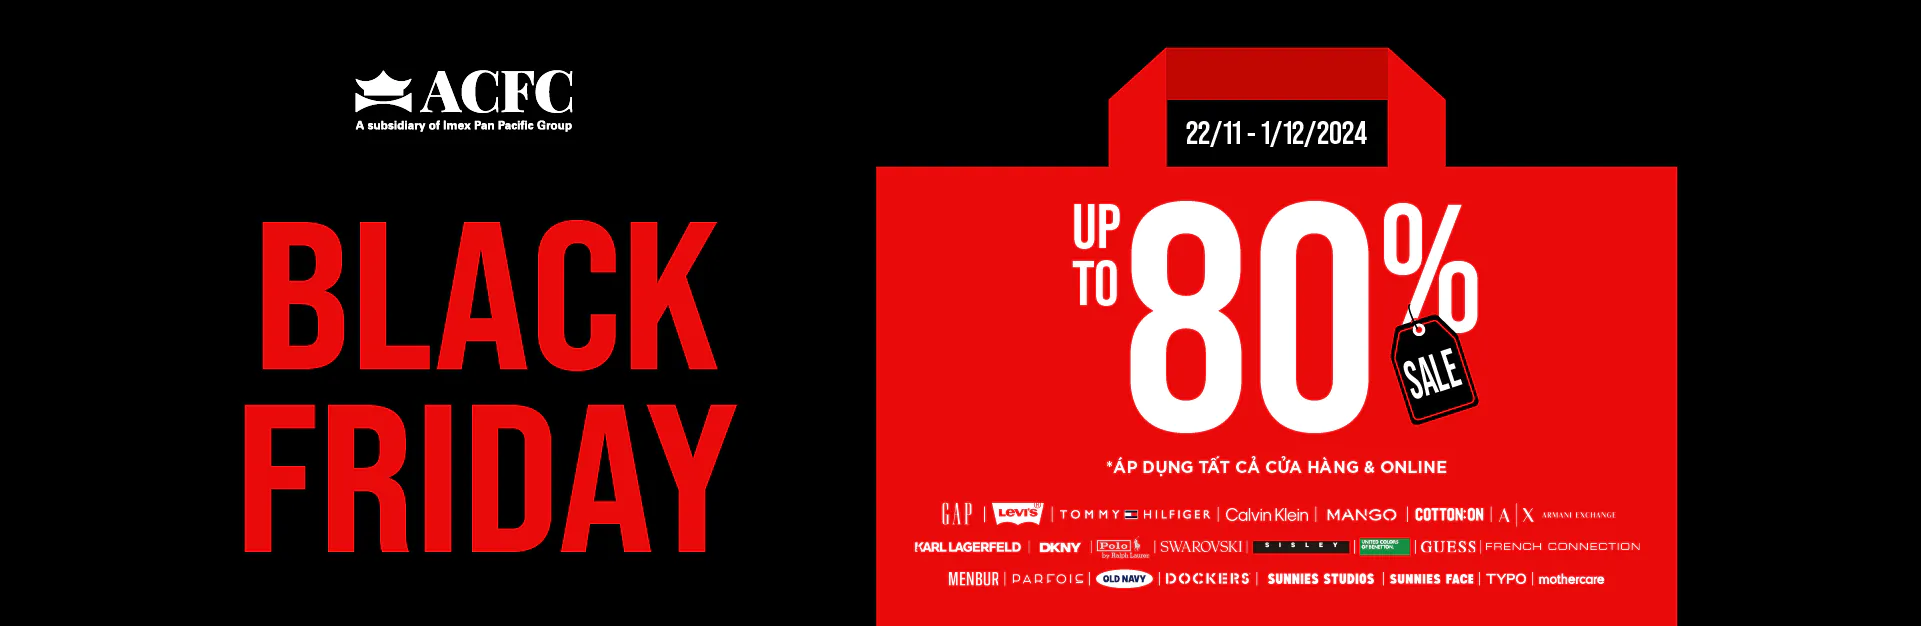 ACFC
A subsidiary of Imex Pan Pacific Group
BLACK
FRIDAY
22/11 - 1/12/2024
UP
TO
80%
SALE
*ÁP DỤNG TẤT CẢ CỬA HÀNG & ONLINE
GAP | LEVI'S | TOMMY HILFIGER | Calvin Klein | MANGO | COTTON:ON | A|X ARMANI EXCHANGE
KARL LAGERFELD | DKNY | Polo by Ralph Lauren | SWAROVSKI | SISLEY | UNITED COLORS OF BENETTON. | GUESS | FRENCH CONNECTION
MENBUR | PARFOIS | OLD NAVY | DOCKERS | SUNNIES STUDIOS | SUNNIES FACE | TYPO | mothercare